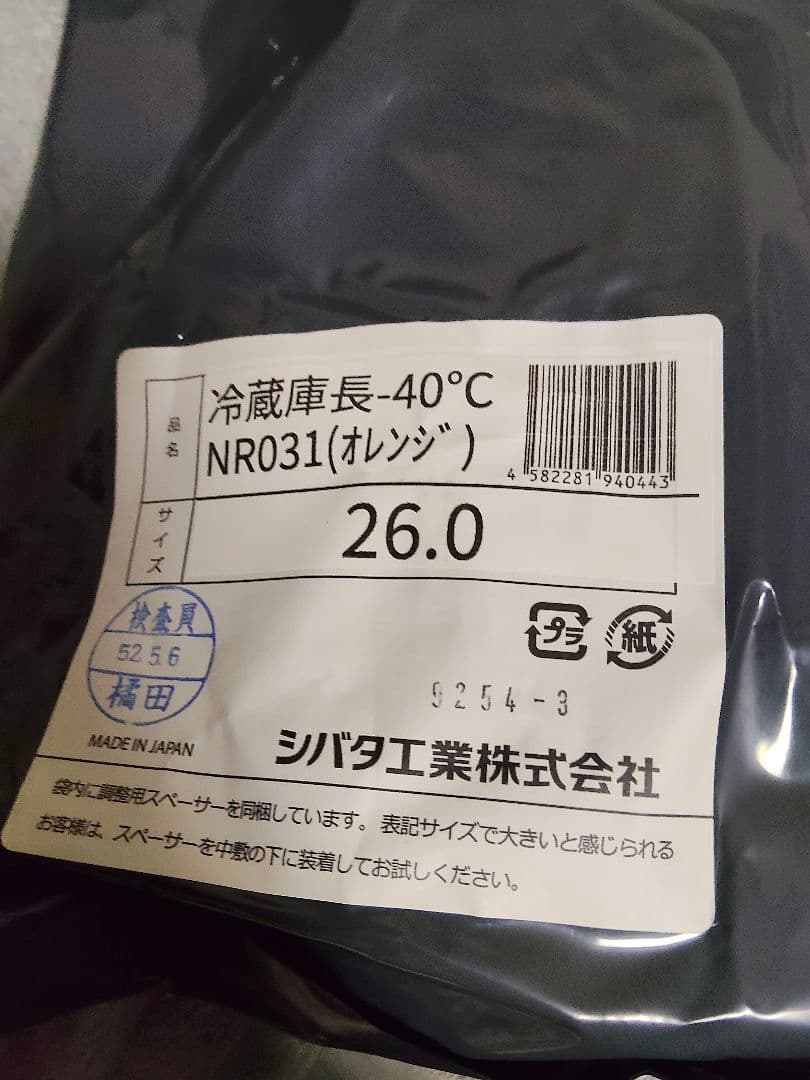 品名
冷蔵庫長-40℃
NR031(ｵﾚﾝｼﾞ)
4 582281 940443
サイズ
26.0
検査員
52 5.6
橘田
プラ
紙
9254-3
MADE IN JAPAN
シバタ工業株式会社
袋内に調整用スペーサーを同梱しています。表記サイズで大きいと感じられる
お客様は、スペーサーを中敷の下に装着してお試しください。